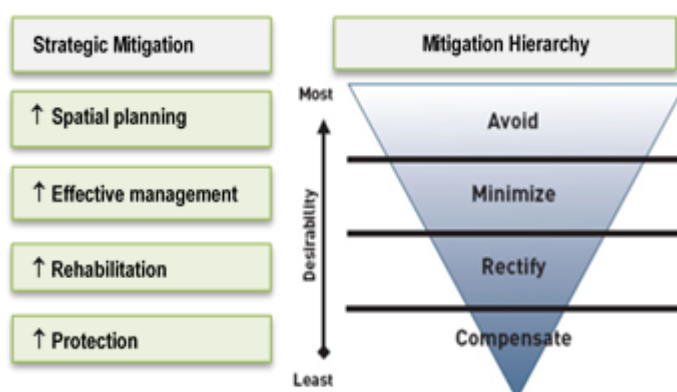 Strategic Mitigation
Mitigation Hierarchy
↑ Spatial planning
↑ Effective management
↑ Rehabilitation
↑ Protection
Most
Desirability
Least
Avoid
Minimize
Rectify
Compensate